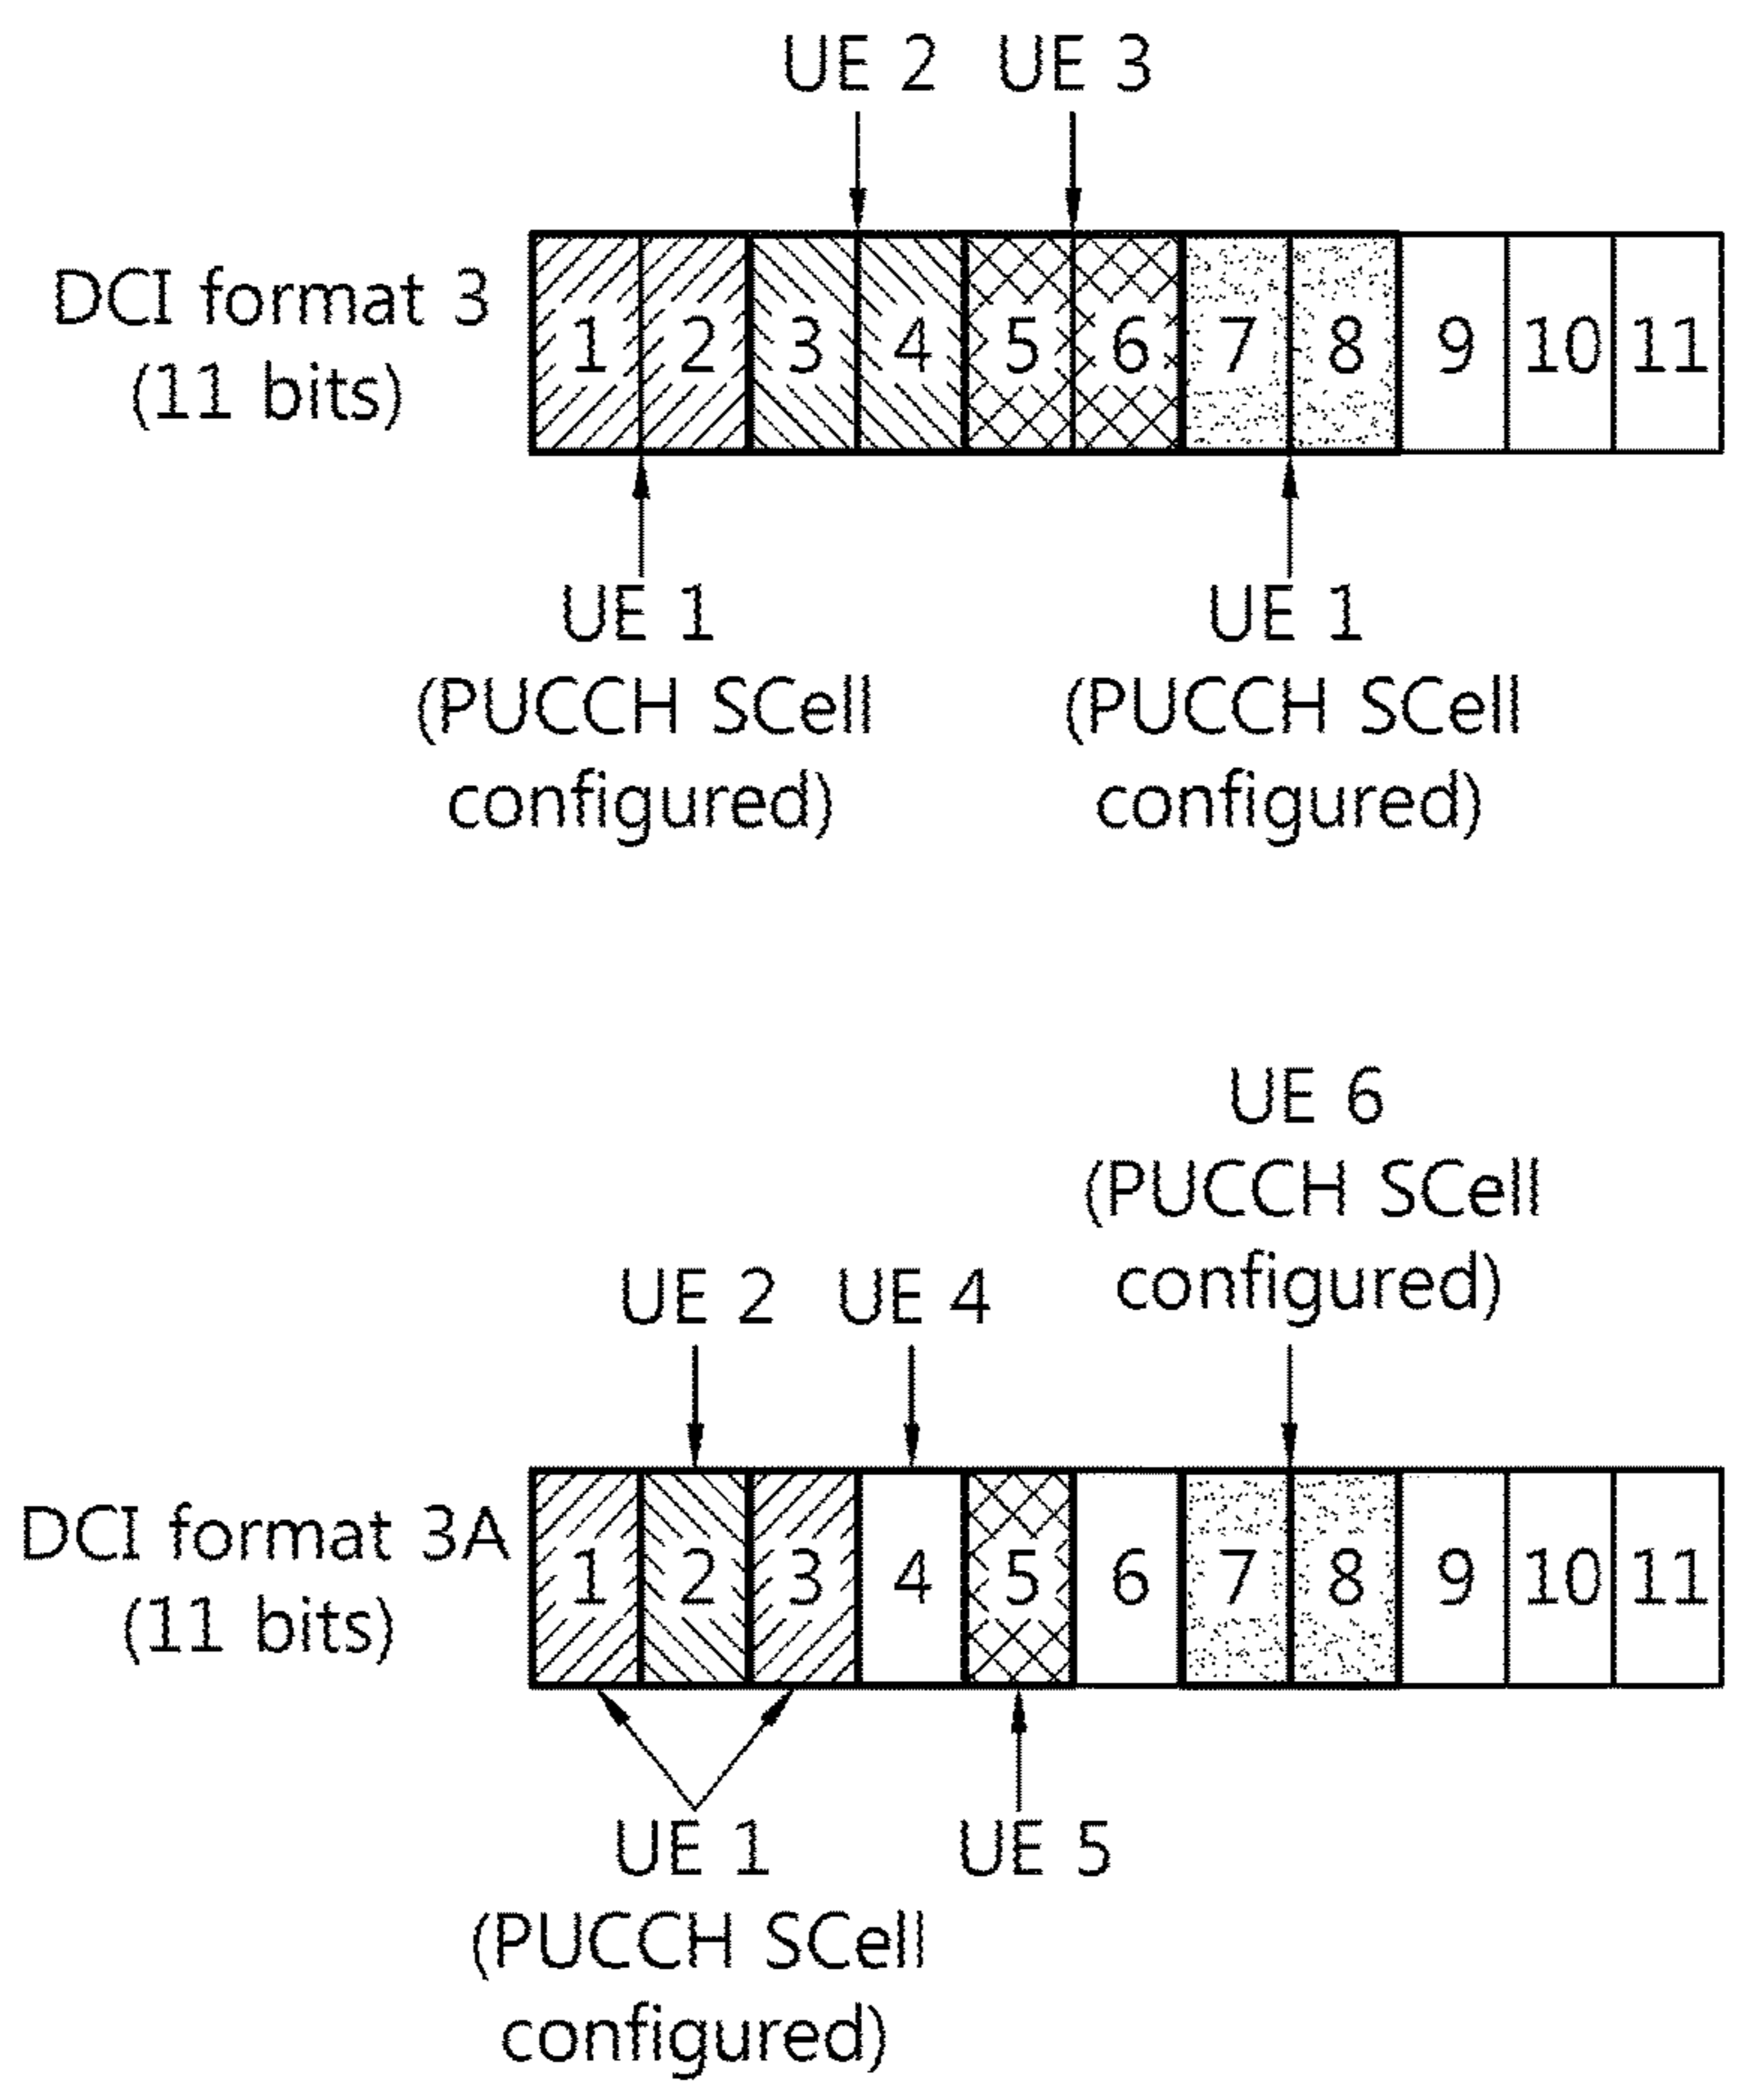 UE 2 UE 3
DCI format 3
(11 bits)
1 2 3 4 5 6 7 8 9 10 11
UE 1
(PUCCH SCell
configured)
UE 1
(PUCCH SCell
configured)
UE 6
(PUCCH SCell
configured)
UE 2 UE 4
DCI format 3A
(11 bits)
1 2 3 4 5 6 7 8 9 10 11
UE 1
(PUCCH SCell
configured)
UE 5